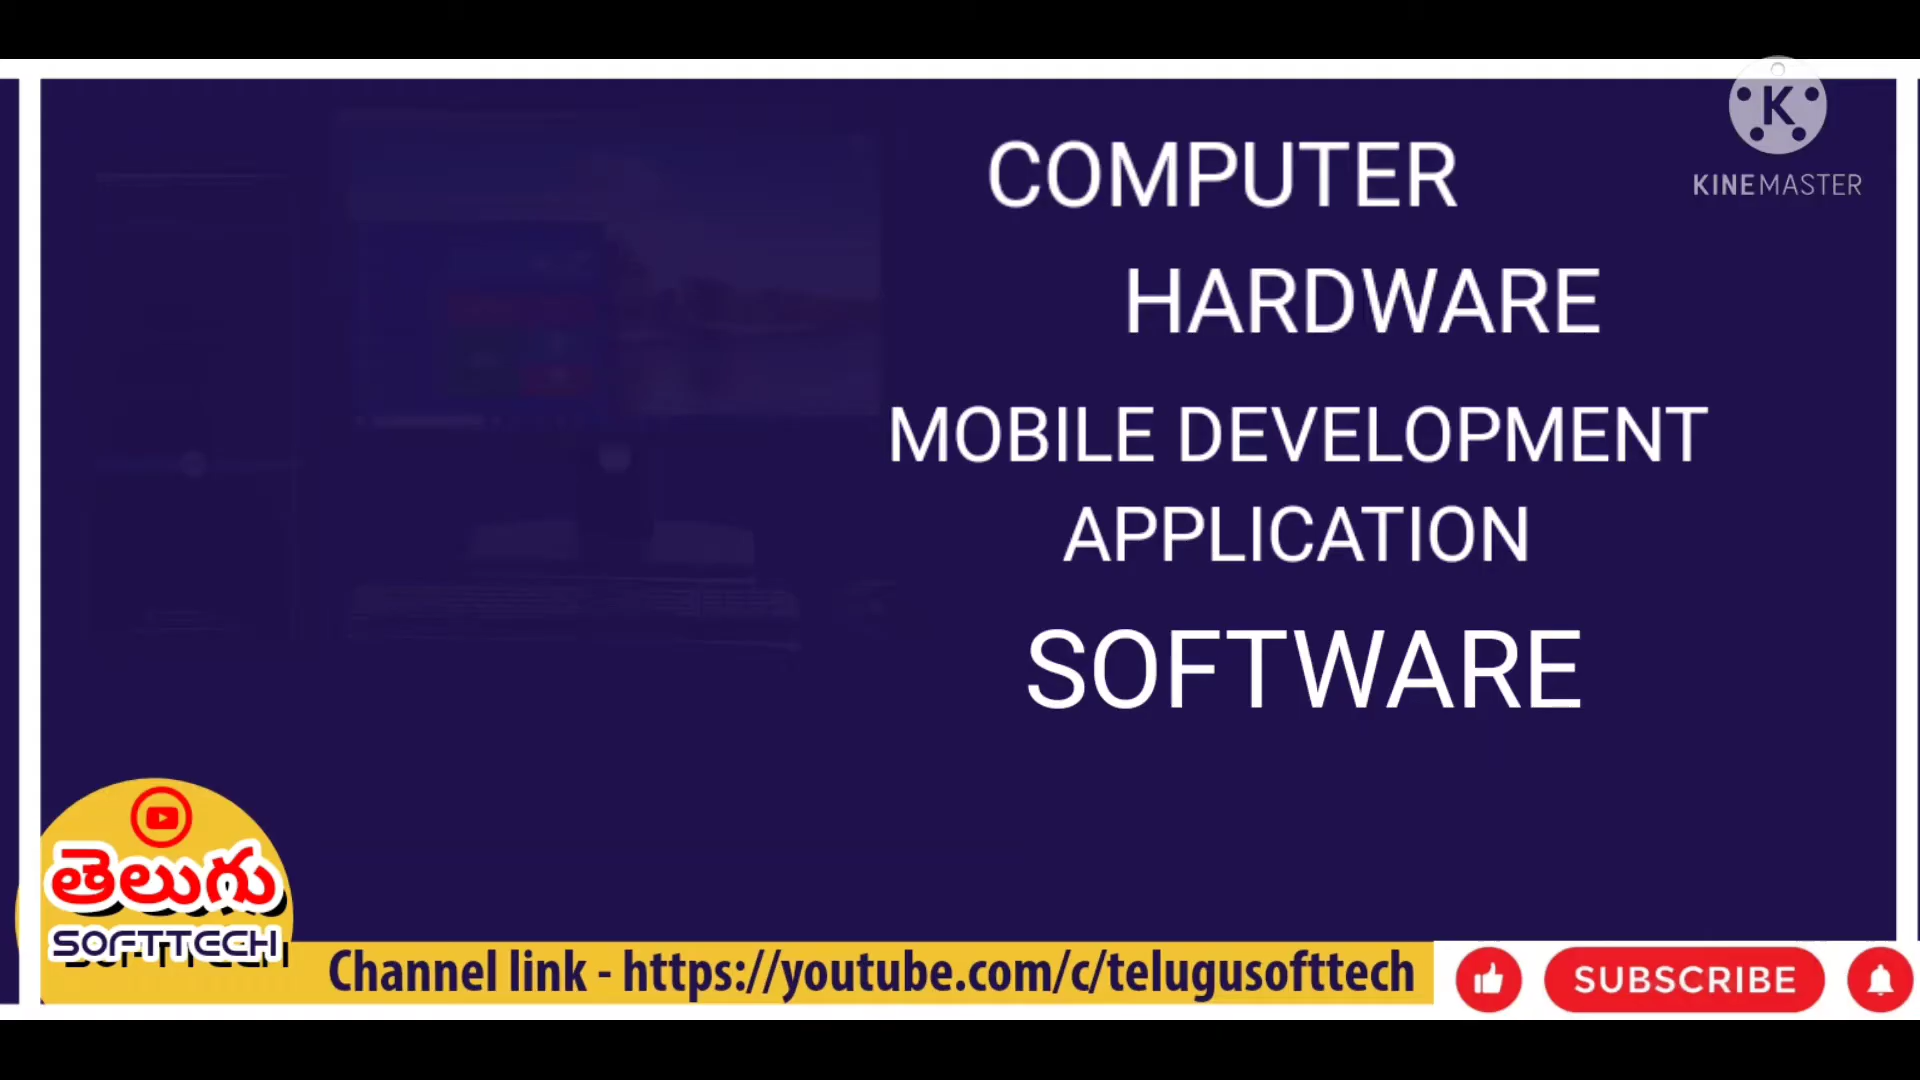 COMPUTER
K
KINEMASTER
HARDWARE
MOBILE DEVELOPMENT
APPLICATION
SOFTWARE
తెలుగు
SOFTTECH
Channel link - https://youtube.com/c/telugusofttech
SUBSCRIBE